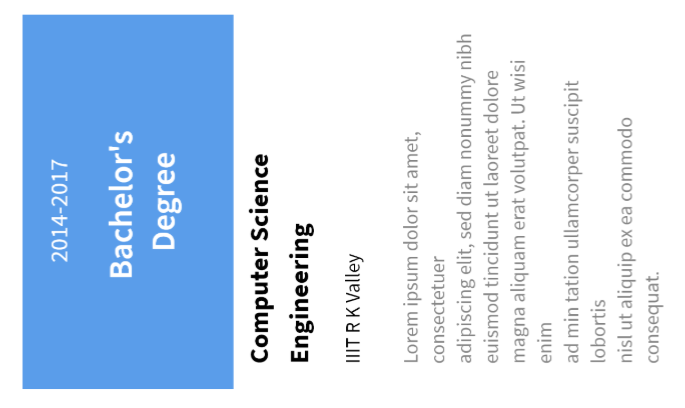 2014-2017
Bachelor's
Degree
Computer Science
Engineering
IIIT R K Valley
Lorem ipsum dolor sit amet,
consectetuer
adipiscing elit, sed diam nonummy nibh
euismod tincidunt ut laoreet dolore
magna aliquam erat volutpat. Ut wisi
enim
ad min tation ullamcorper suscipit
lobortis
nisl ut aliquip ex ea commodo
consequat.